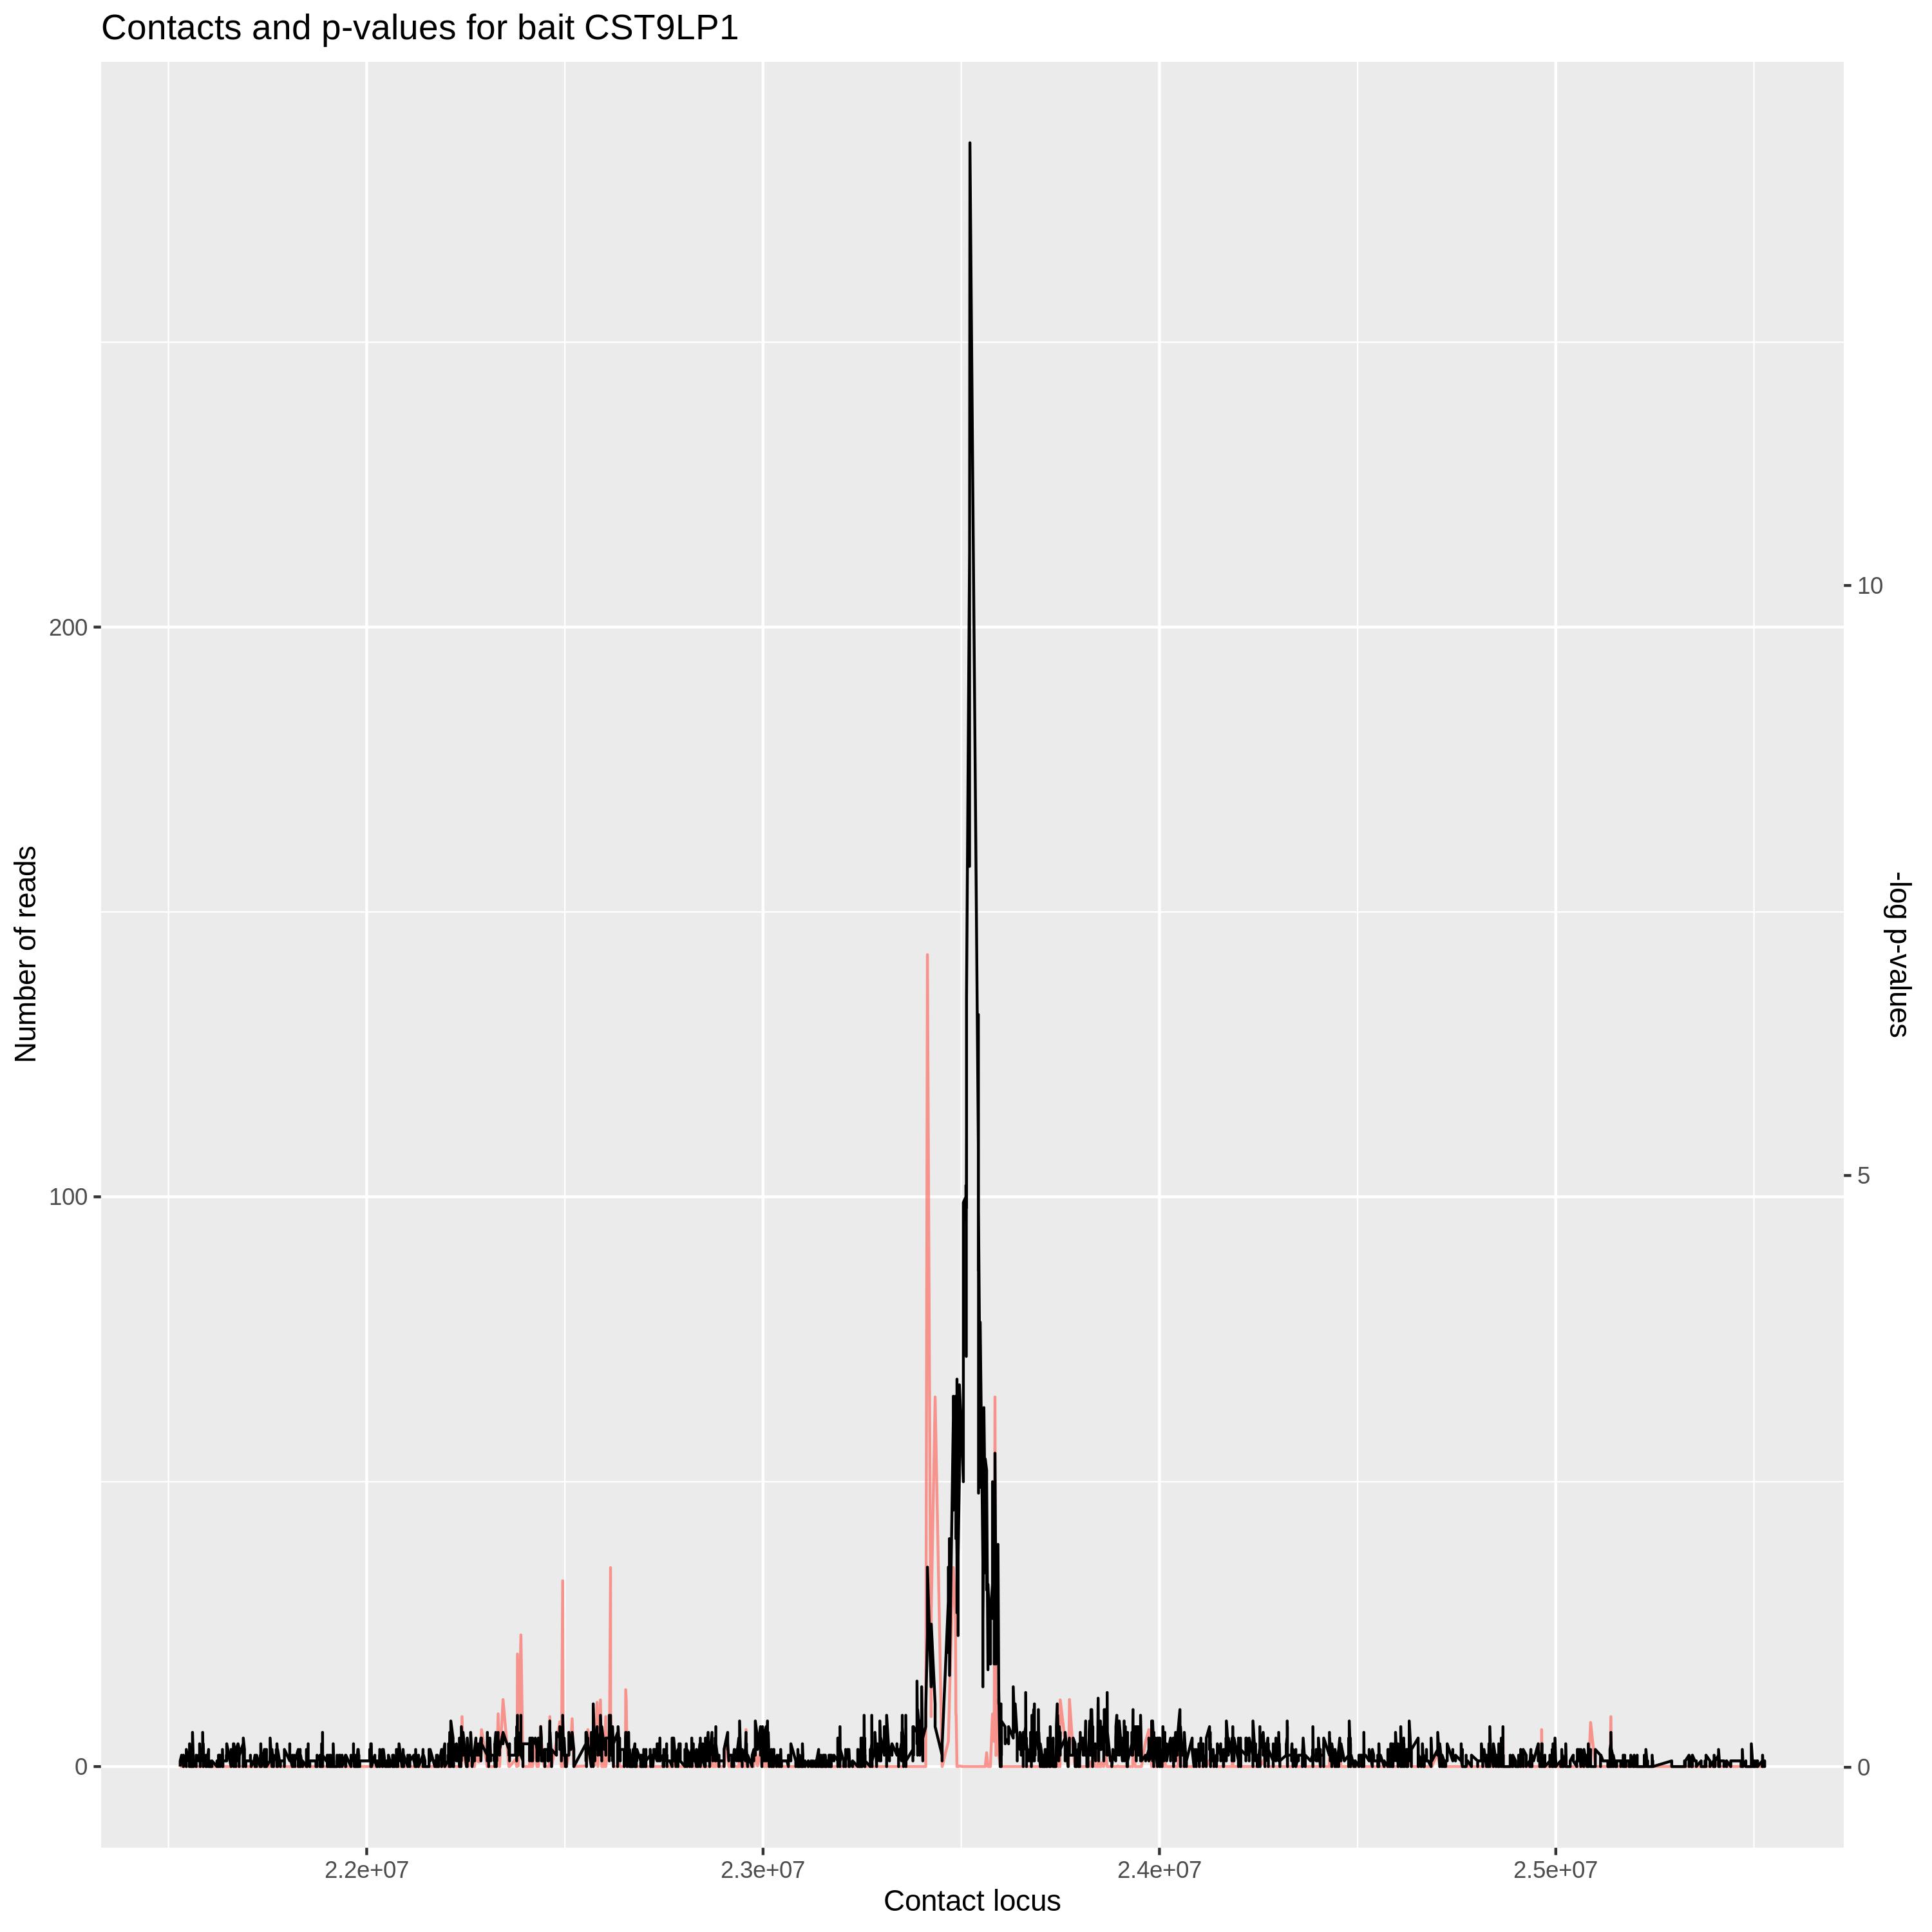 Contacts and p-values for bait CST9LP1
Number of reads
200
100
0
10
5
0
-log p-values
2.2e+07
2.3e+07
2.4e+07
2.5e+07
Contact locus